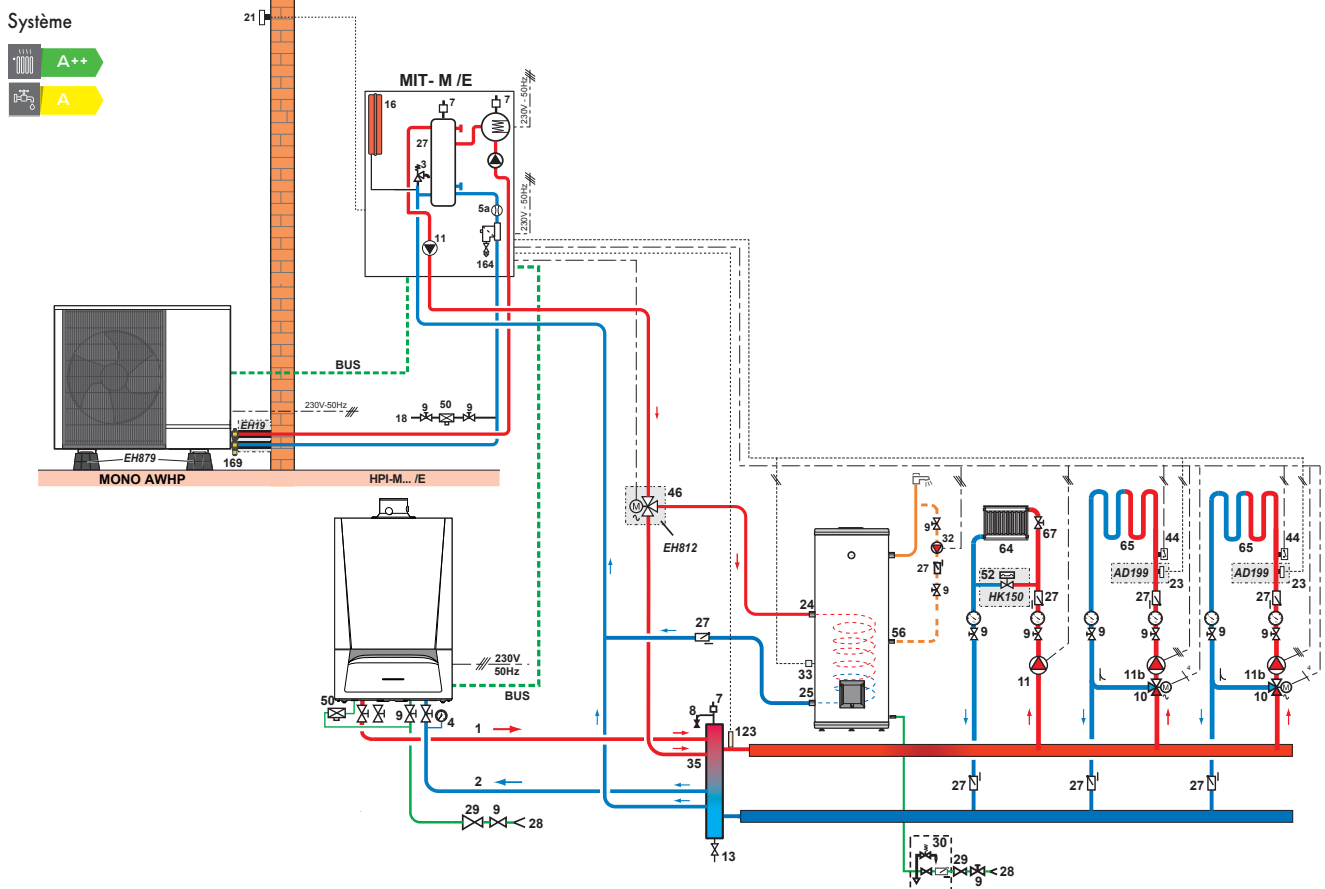 Système
A++
A
21
MIT- M /E
16
7
7
230V - 50Hz
27
3
5a
230V - 50Hz
11
164
BUS
230V-50Hz
9
50
9
18
EH19
EH879
169
MONO AWHP
HPI-M... /E
46
M
EH812
9
32
27
9
64
67
65
44
65
44
52
HK150
AD199
23
AD199
23
27
27
27
24
27
56
9
9
9
9
9
9
33
25
11
11b
11b
4
4
10
M
10
M
230V
50Hz
BUS
50
9
4
1
8
7
123
35
2
27
27
27
29
9
28
13
30
29
9
28